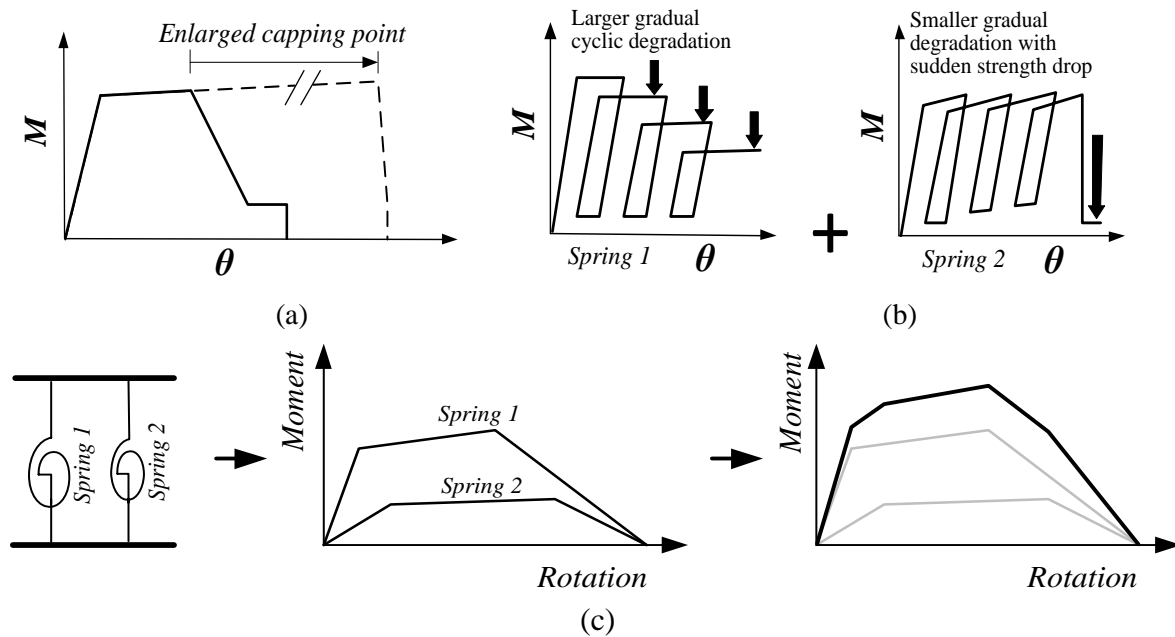 Enlarged capping point
M
θ
(a)
Larger gradual
cyclic degradation
M
Spring 1
θ
+
Smaller gradual
degradation with
sudden strength drop
M
Spring 2
θ
(b)
Spring 1
Spring 2
Moment
Spring 1
Spring 2
Rotation
Moment
Rotation
(c)